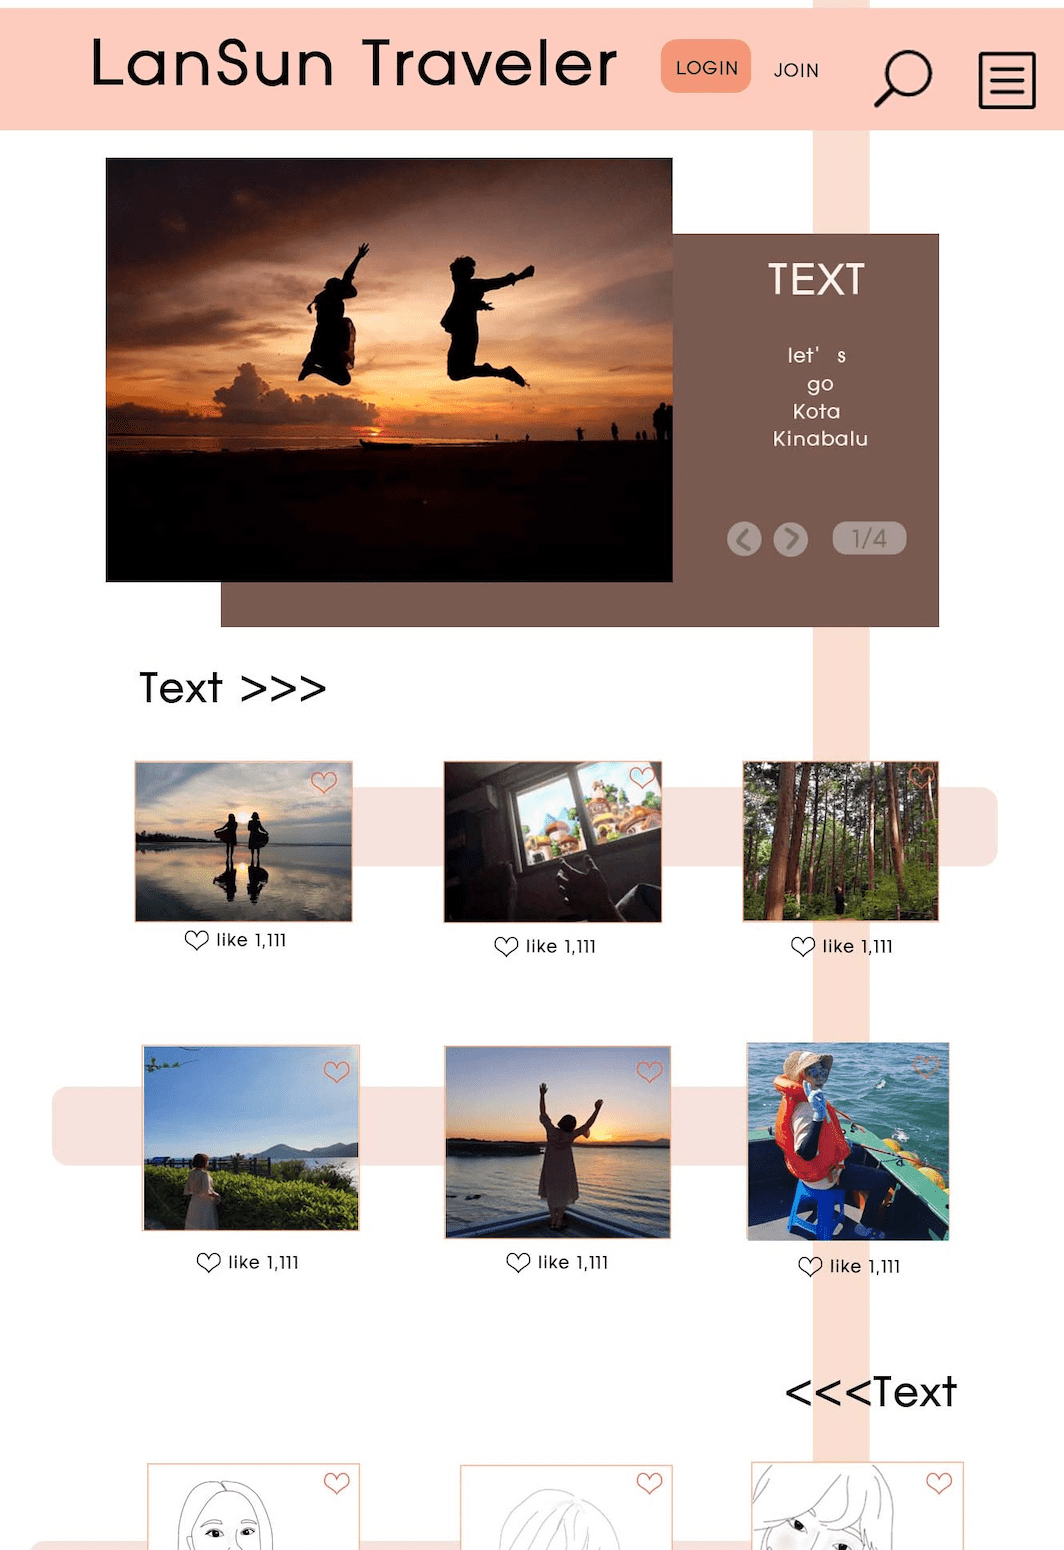 LanSun Traveler
LOGIN
JOIN
TEXT
let' s
go
Kota
Kinabalu
1/4
Text >>>
like 1,111
like 1,111
like 1,111
like 1,111
like 1,111
like 1,111
<<<Text